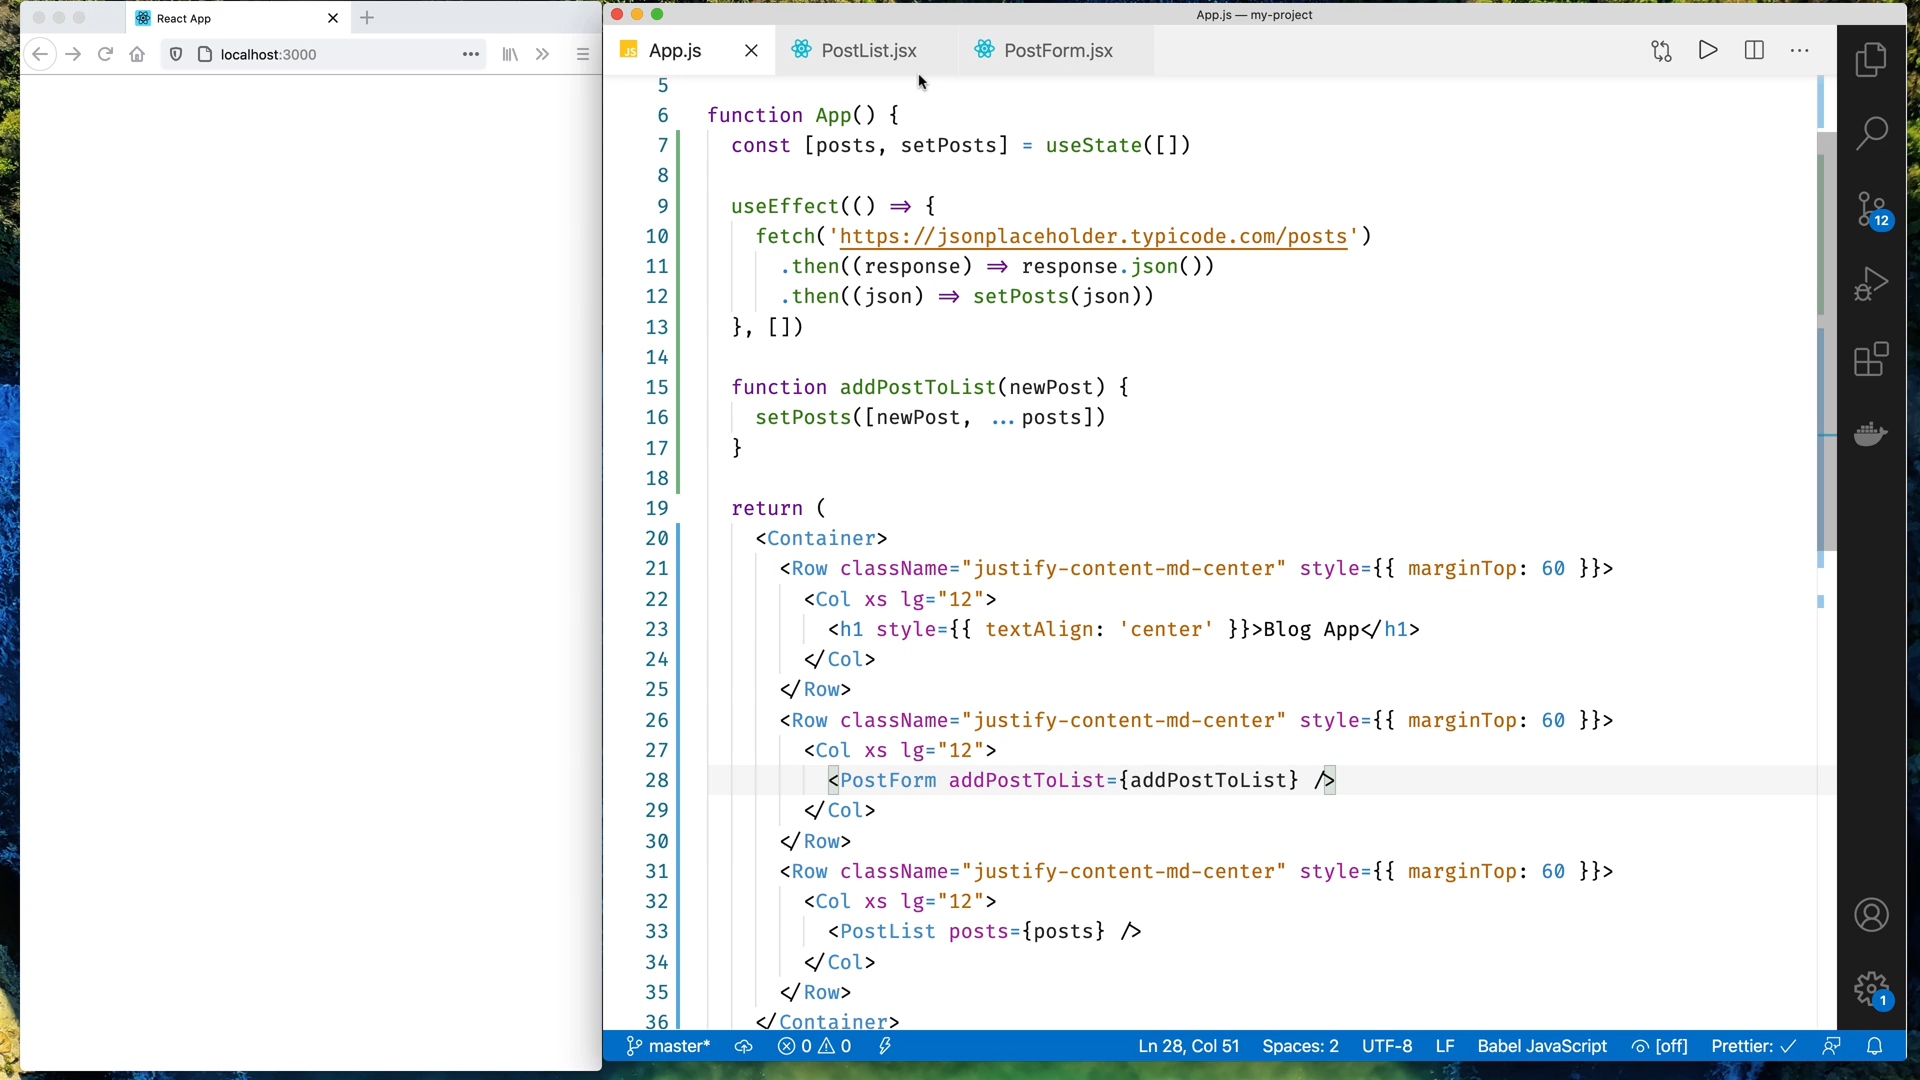 React App
localhost:3000
App.js — my-project
App.js
PostList.jsx
PostForm.jsx
5
6 function App() {
7 const [posts, setPosts] = useState([])
8
9 useEffect(() => {
10 fetch('https://jsonplaceholder.typicode.com/posts')
11 .then((response) => response.json())
12 .then((json) => setPosts(json))
13 }, [])
14
15 function addPostToList(newPost) {
16 setPosts([newPost, ...posts])
17 }
18
19 return (
20 <Container>
21 <Row className="justify-content-md-center" style={{ marginTop: 60 }}>
22 <Col xs lg="12">
23 <h1 style={{ textAlign: 'center' }}>Blog App</h1>
24 </Col>
25 </Row>
26 <Row className="justify-content-md-center" style={{ marginTop: 60 }}>
27 <Col xs lg="12">
28 <PostForm addPostToList={addPostToList} />
29 </Col>
30 </Row>
31 <Row className="justify-content-md-center" style={{ marginTop: 60 }}>
32 <Col xs lg="12">
33 <PostList posts={posts} />
34 </Col>
35 </Row>
36 </Container>
12
1
master* 0 0 Ln 28, Col 51 Spaces: 2 UTF-8 LF Babel JavaScript [off] Prettier: ✓